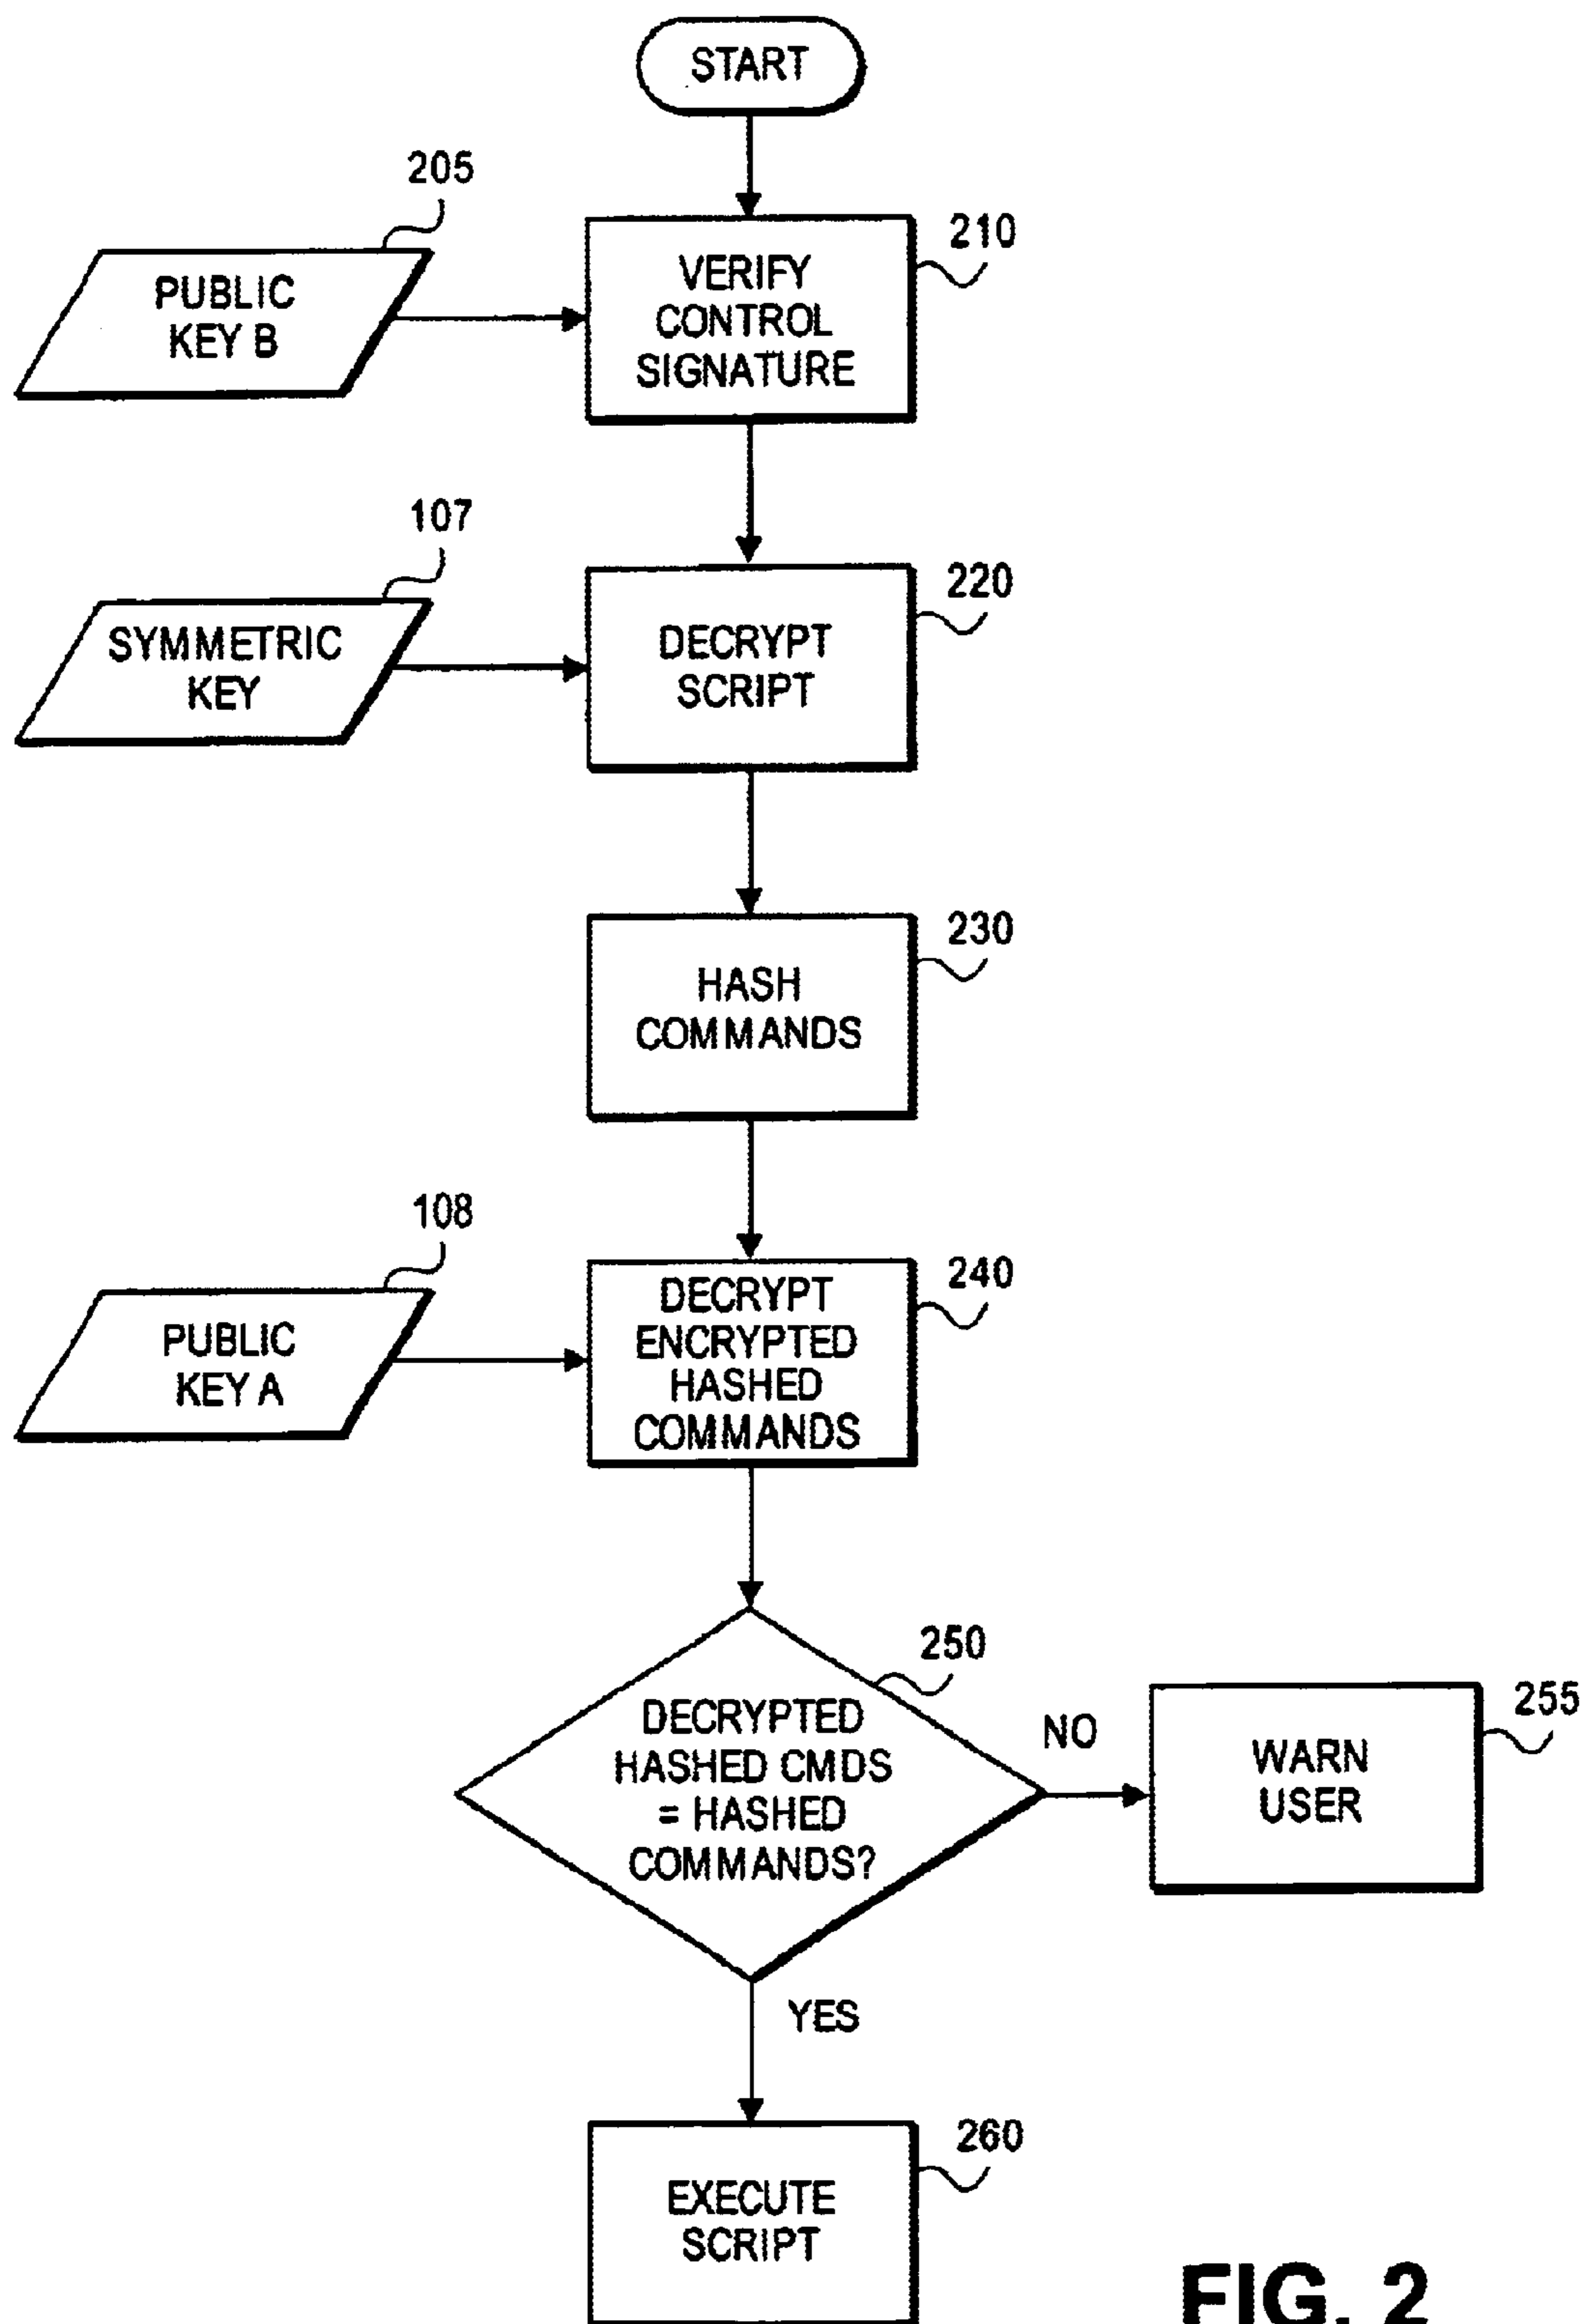 START
205
210
PUBLIC
KEY B
VERIFY
CONTROL
SIGNATURE
107
220
SYMMETRIC
KEY
DECRYPT
SCRIPT
230
HASH
COMMANDS
108
240
PUBLIC
KEY A
DECRYPT
ENCRYPTED
HASHED
COMMANDS
250
255
DECRYPTED
HASHED CMDS
= HASHED
COMMANDS?
NO
WARN
USER
YES
260
EXECUTE
SCRIPT
FIG. 2